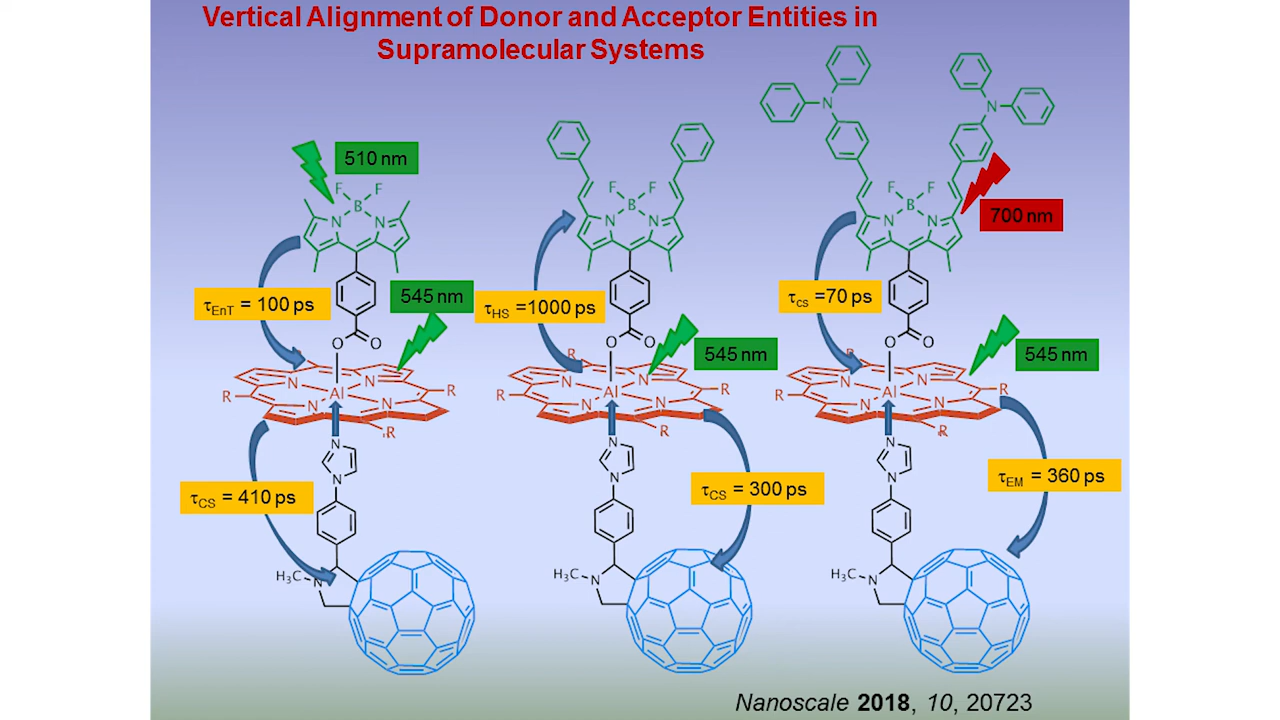 Vertical Alignment of Donor and Acceptor Entities in
Supramolecular Systems
510 nm
F F
B
N N
τEnT = 100 ps
545 nm
O
O
N N
R Al R
N N
R
N
N
τCS = 410 ps
H₃C
N
F F
B
N N
τHS =1000 ps
O
O
545 nm
R
N N
R Al R
N N
R
N
N
τCS = 300 ps
H₃C
N
N N
F F
B
N N
700 nm
τcs =70 ps
O
O
545 nm
R
N N
R Al R
N N
R
N
N
τEM = 360 ps
H₃C
N
Nanoscale 2018, 10, 20723